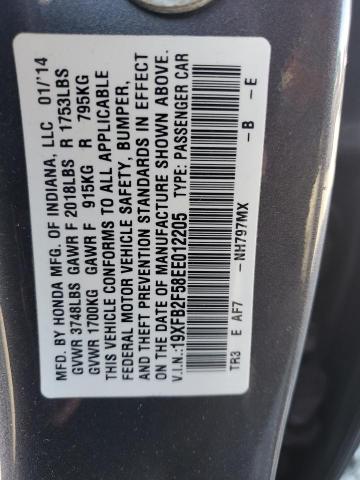 MFD. BY HONDA MFG. OF INDIANA, LLC 01/'14
GVWR 3748LBS GAWR F 2018LBS R 1753LBS
GVWR 1700KG GAWR F 915KG R 795KG
THIS VEHICLE CONFORMS TO ALL APPLICABLE
FEDERAL MOTOR VEHICLE SAFETY, BUMPER,
AND THEFT PREVENTION STANDARDS IN EFFECT
ON THE DATE OF MANUFACTURE SHOWN ABOVE.
V.I.N.:19XFB2F58EE012205 TYPE: PASSENGER CAR
TR3 E AF7 -NH797MX -B -E